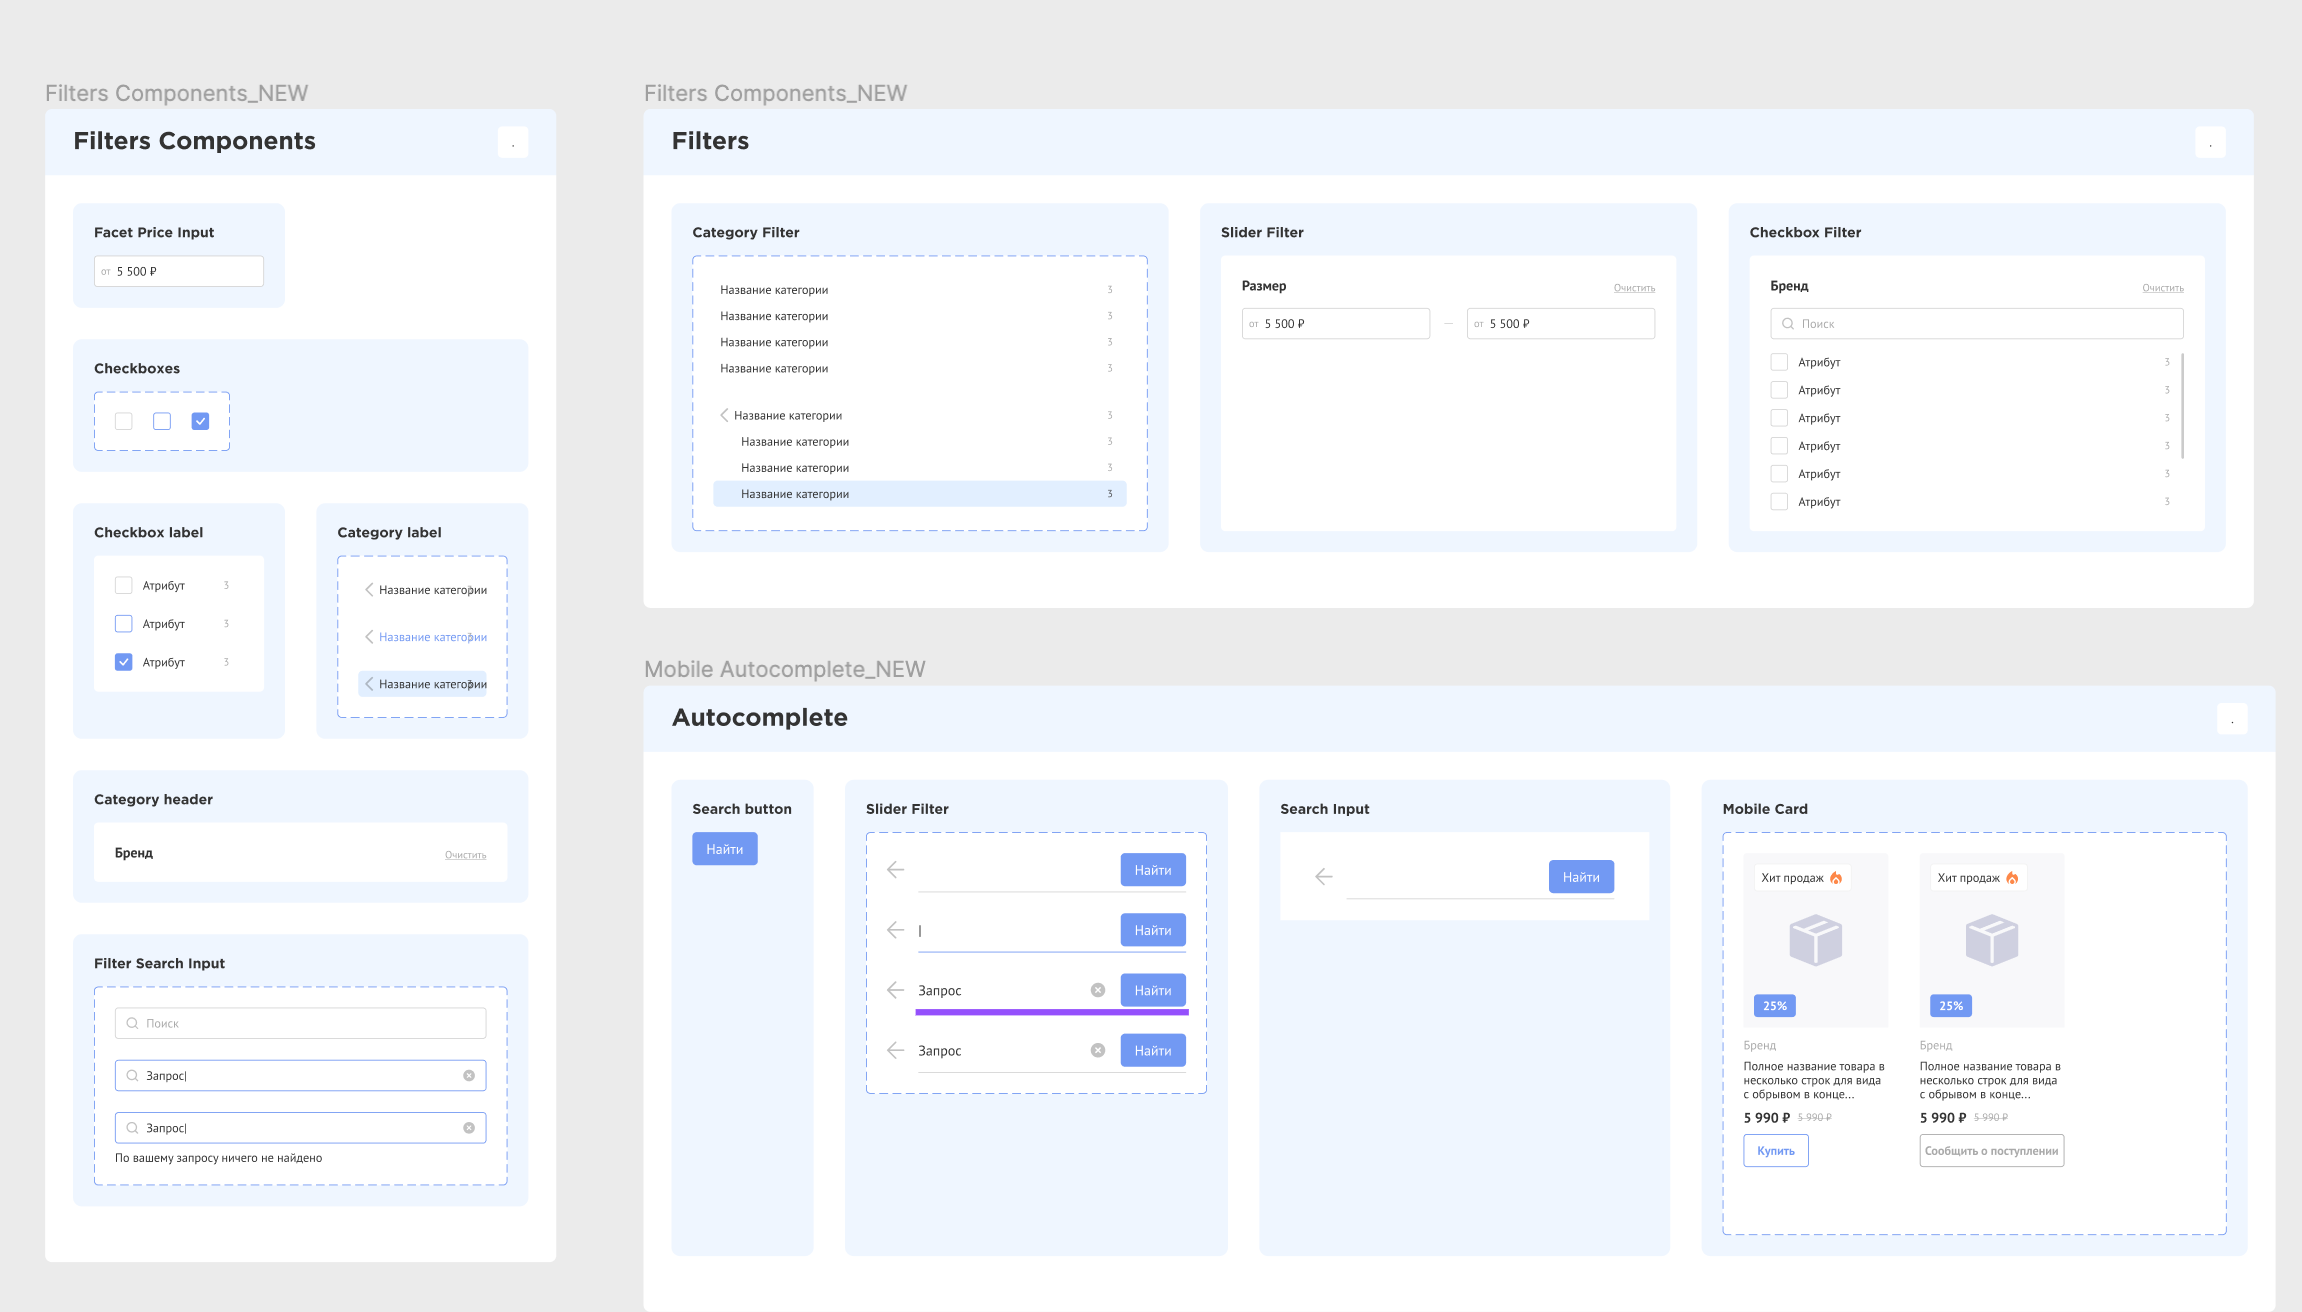 Filters Components_NEW
Filters Components
.
Facet Price Input
от 5 500 ₽
Checkboxes
Checkbox label
Атрибут 3
Атрибут 3
Атрибут 3
Category label
Название категории
Название категории
Название категории
Category header
Бренд Очистить
Filter Search Input
Поиск
Запрос|
Запрос|
По вашему запросу ничего не найдено
Filters Components_NEW
Filters
.
Category Filter
Название категории 3
Название категории 3
Название категории 3
Название категории 3
Название категории 3
Название категории 3
Название категории 3
Название категории 3
Slider Filter
Размер Очистить
от 5 500 ₽ — от 5 500 ₽
Checkbox Filter
Бренд Очистить
Поиск
Атрибут 3
Атрибут 3
Атрибут 3
Атрибут 3
Атрибут 3
Атрибут 3
Mobile Autocomplete_NEW
Autocomplete
.
Search button
Найти
Slider Filter
Найти
| Найти
Запрос Найти
Запрос Найти
Search Input
Найти
Mobile Card
Хит продаж
25%
Бренд
Полное название товара в
несколько строк для вида
с обрывом в конце...
5 990 ₽ 5 990 ₽
Купить
Хит продаж
25%
Бренд
Полное название товара в
несколько строк для вида
с обрывом в конце...
5 990 ₽ 5 990 ₽
Сообщить о поступлении